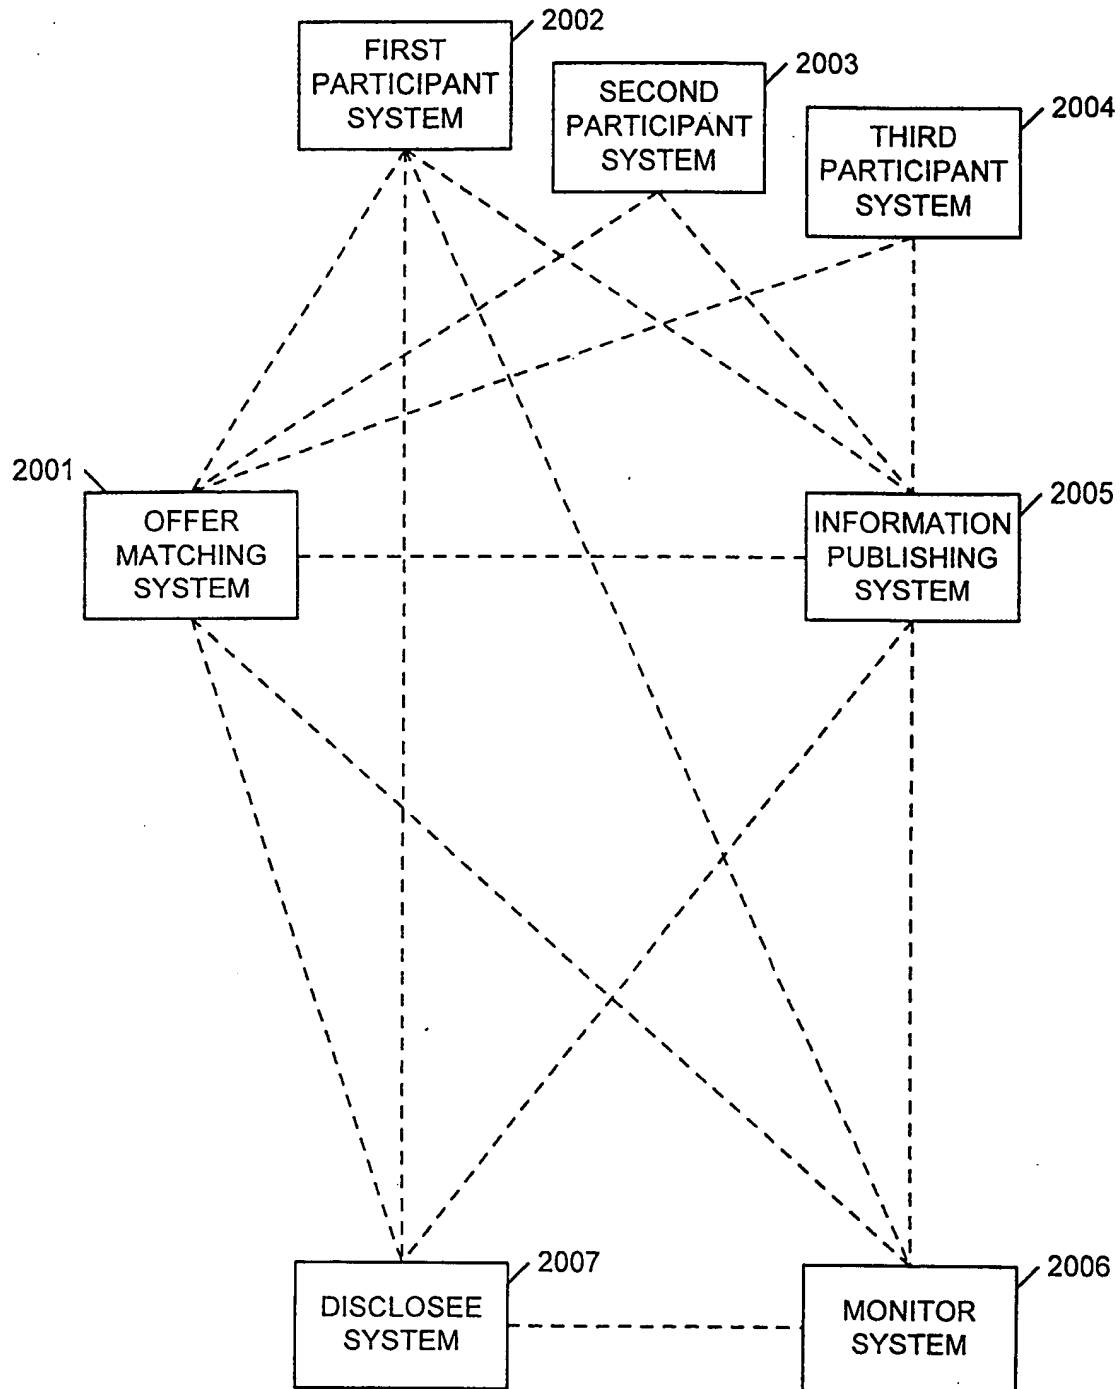 2002
FIRST
PARTICIPANT
SYSTEM
2003
SECOND
PARTICIPANT
SYSTEM
2004
THIRD
PARTICIPANT
SYSTEM
2001
OFFER
MATCHING
SYSTEM
2005
INFORMATION
PUBLISHING
SYSTEM
2007
DISCLOSEE
SYSTEM
2006
MONITOR
SYSTEM